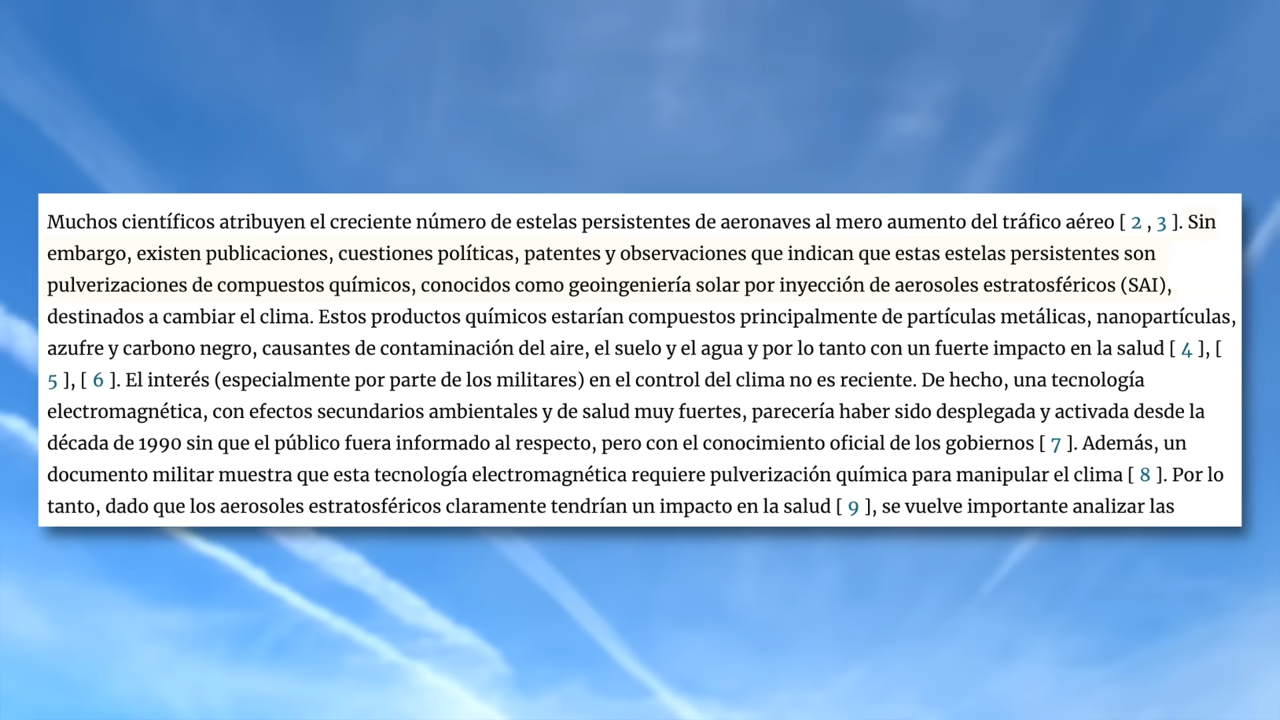 Muchos científicos atribuyen el creciente número de estelas persistentes de aeronaves al mero aumento del tráfico aéreo [ 2 , 3 ]. Sin
embargo, existen publicaciones, cuestiones políticas, patentes y observaciones que indican que estas estelas persistentes son
pulverizaciones de compuestos químicos, conocidos como geoingeniería solar por inyección de aerosoles estratosféricos (SAI),
destinados a cambiar el clima. Estos productos químicos estarían compuestos principalmente de partículas metálicas, nanopartículas,
azufre y carbono negro, causantes de contaminación del aire, el suelo y el agua y por lo tanto con un fuerte impacto en la salud [ 4 ], [
5 ], [ 6 ]. El interés (especialmente por parte de los militares) en el control del clima no es reciente. De hecho, una tecnología
electromagnética, con efectos secundarios ambientales y de salud muy fuertes, parecería haber sido desplegada y activada desde la
década de 1990 sin que el público fuera informado al respecto, pero con el conocimiento oficial de los gobiernos [ 7 ]. Además, un
documento militar muestra que esta tecnología electromagnética requiere pulverización química para manipular el clima [ 8 ]. Por lo
tanto, dado que los aerosoles estratosféricos claramente tendrían un impacto en la salud [ 9 ], se vuelve importante analizar las